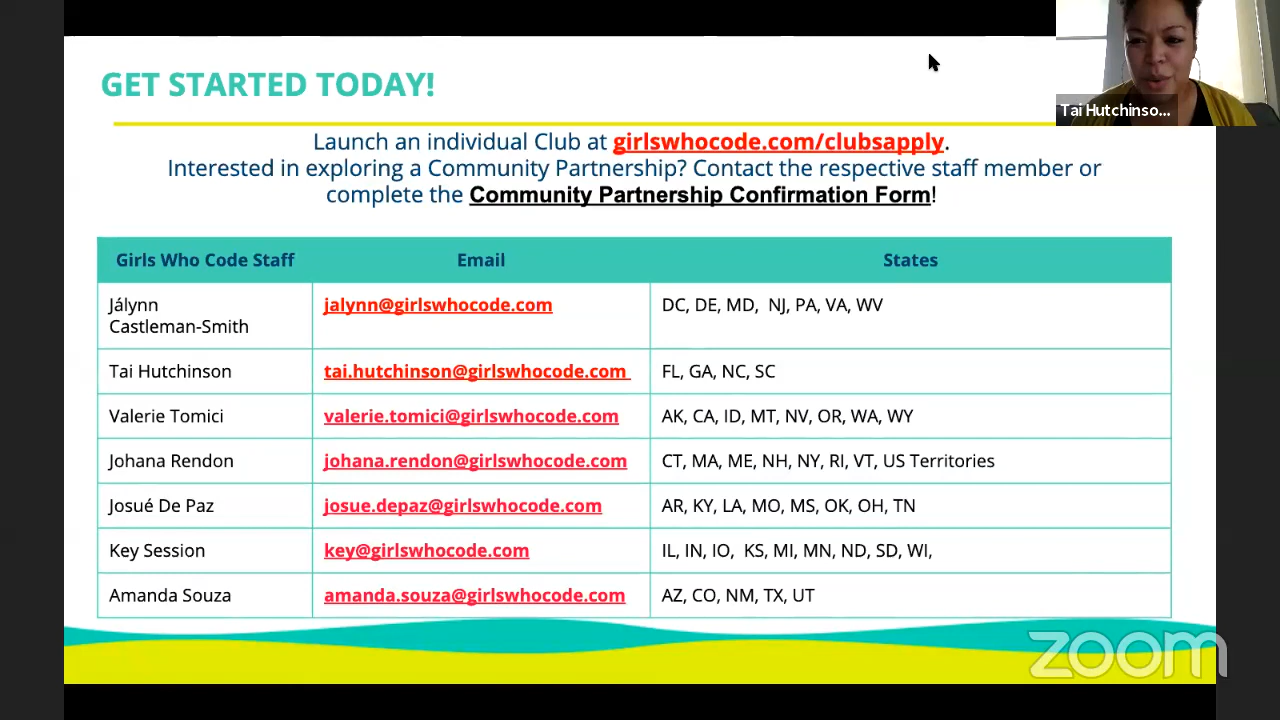 GET STARTED TODAY!
Tai Hutchinso...
Launch an individual Club at girlswhocode.com/clubsapply.
Interested in exploring a Community Partnership? Contact the respective staff member or
complete the Community Partnership Confirmation Form!
Girls Who Code Staff Email States
Jálynn jalynn@girlswhocode.com DC, DE, MD, NJ, PA, VA, WV
Castleman-Smith
Tai Hutchinson tai.hutchinson@girlswhocode.com FL, GA, NC, SC
Valerie Tomici valerie.tomici@girlswhocode.com AK, CA, ID, MT, NV, OR, WA, WY
Johana Rendon johana.rendon@girlswhocode.com CT, MA, ME, NH, NY, RI, VT, US Territories
Josué De Paz josue.depaz@girlswhocode.com AR, KY, LA, MO, MS, OK, OH, TN
Key Session key@girlswhocode.com IL, IN, IO, KS, MI, MN, ND, SD, WI,
Amanda Souza amanda.souza@girlswhocode.com AZ, CO, NM, TX, UT
zoom